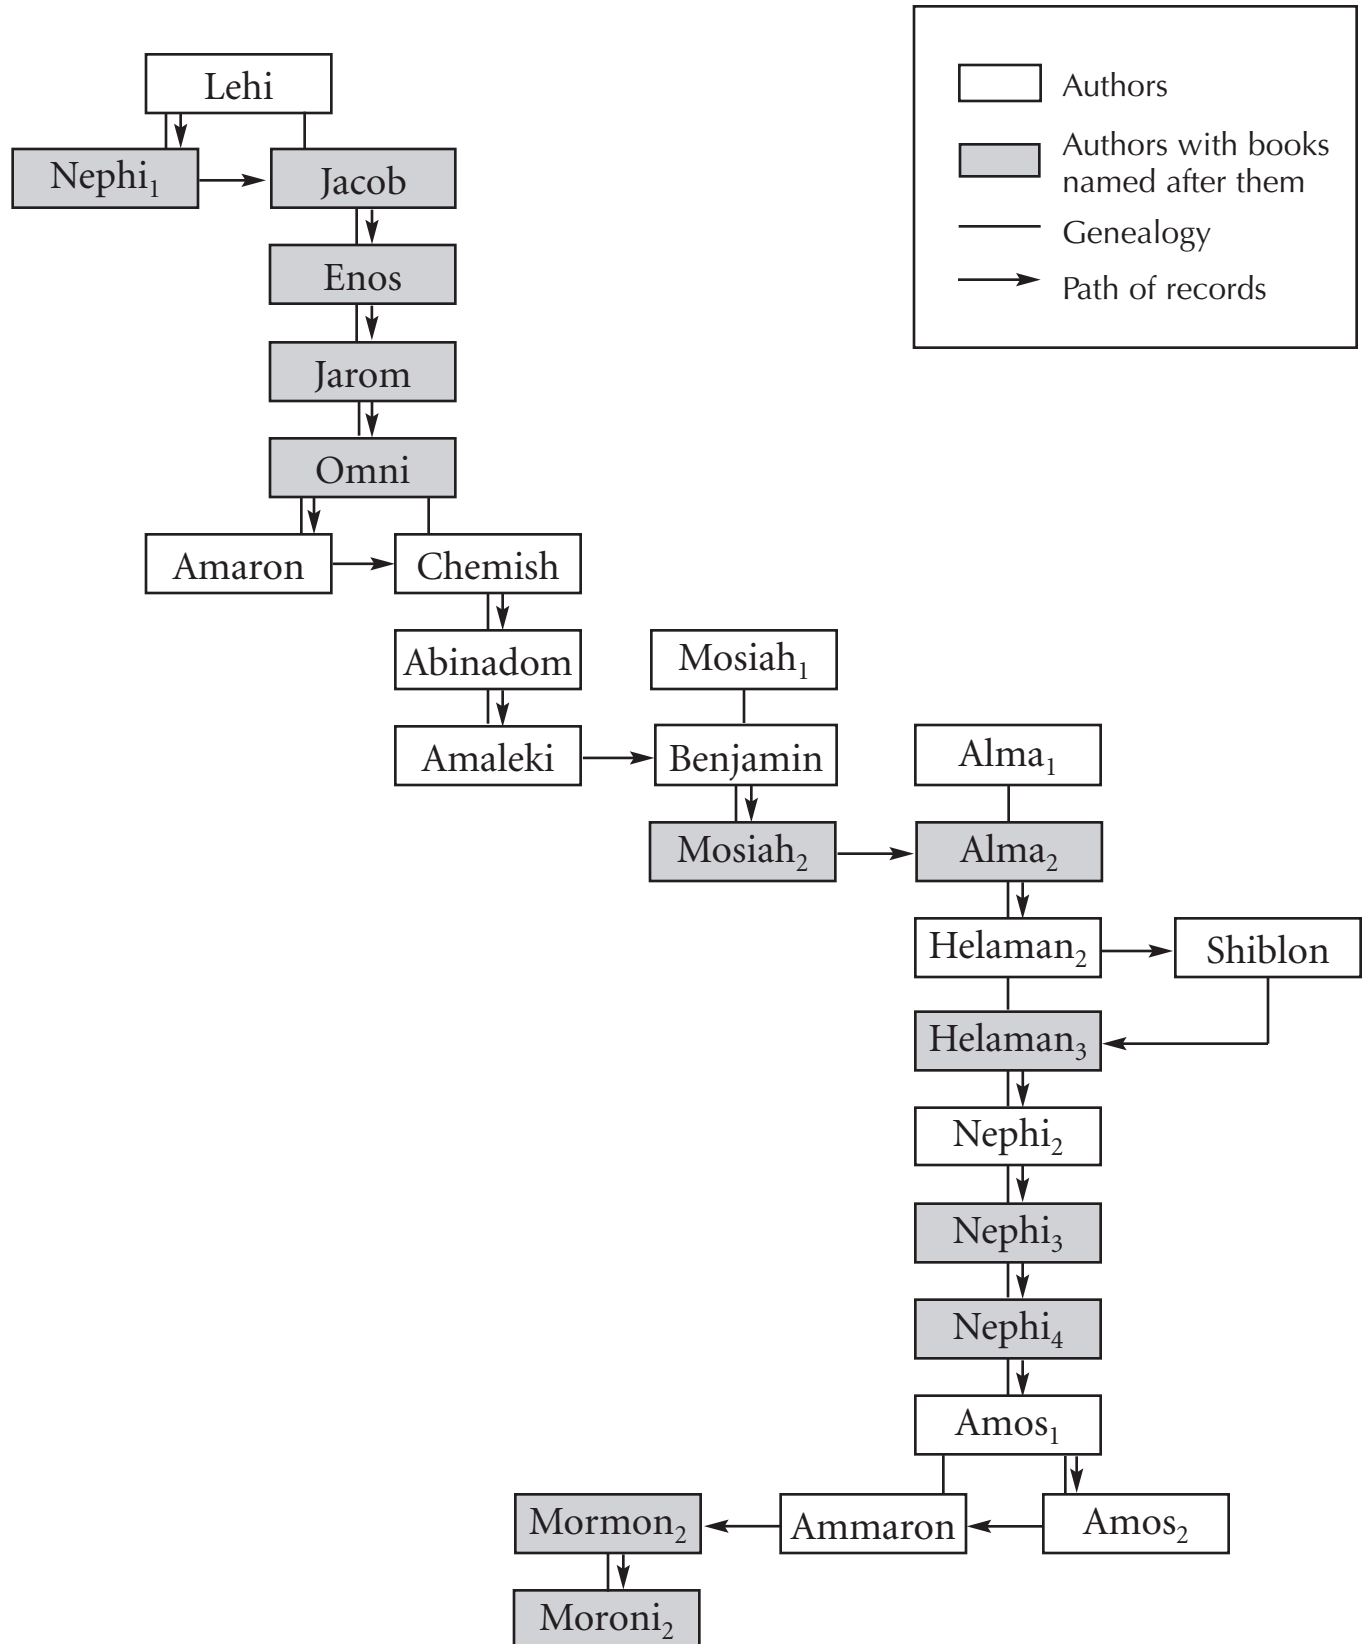 Lehi
Nephi₁
Jacob
Enos
Jarom
Omni
Amaron
Chemish
Abinadom
Mosiah₁
Amaleki
Benjamin
Alma₁
Mosiah₂
Alma₂
Helaman₂
Shiblon
Helaman₃
Nephi₂
Nephi₃
Nephi₄
Amos₁
Mormon₂
Ammaron
Amos₂
Moroni₂
Authors
Authors with books
named after them
Genealogy
Path of records